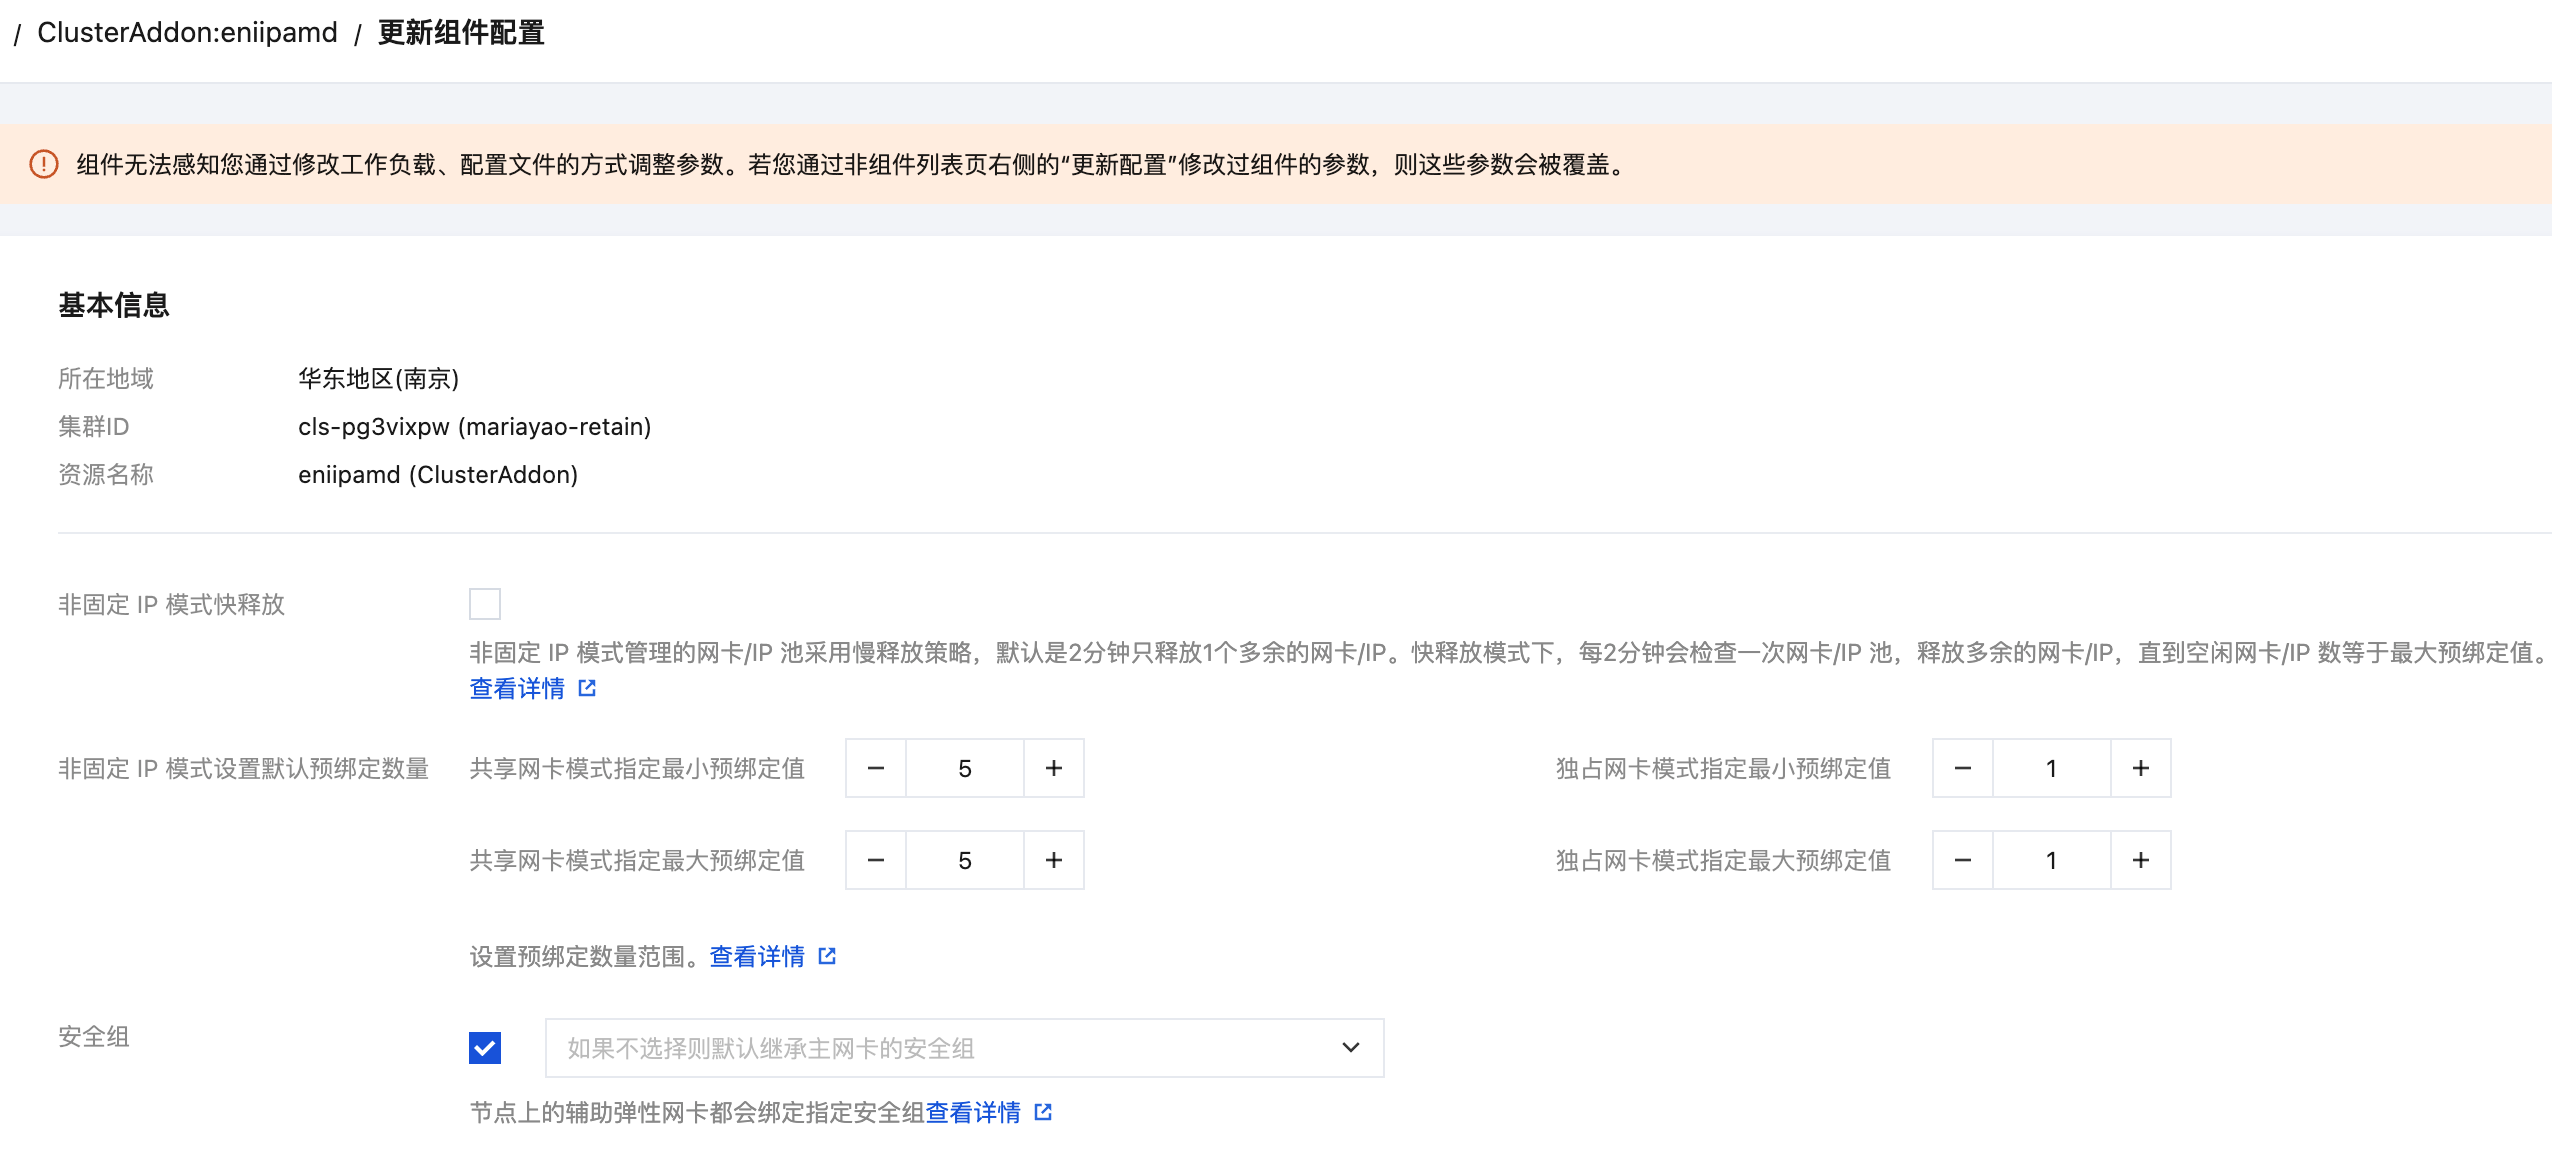 / ClusterAddon:eniipamd / 更新组件配置
组件无法感知您通过修改工作负载、配置文件的方式调整参数。若您通过非组件列表页右侧的“更新配置”修改过组件的参数，则这些参数会被覆盖。
基本信息
所在地域 华东地区(南京)
集群ID cls-pg3vixpw (mariayao-retain)
资源名称 eniipamd (ClusterAddon)
非固定 IP 模式快释放
非固定 IP 模式管理的网卡/IP 池采用慢释放策略，默认是2分钟只释放1个多余的网卡/IP。快释放模式下，每2分钟会检查一次网卡/IP 池，释放多余的网卡/IP，直到空闲网卡/IP 数等于最大预绑定值。
查看详情
非固定 IP 模式设置默认预绑定数量 共享网卡模式指定最小预绑定值 − 5 + 独占网卡模式指定最小预绑定值 − 1 +
共享网卡模式指定最大预绑定值 − 5 + 独占网卡模式指定最大预绑定值 − 1 +
设置预绑定数量范围。查看详情
安全组 如果不选择则默认继承主网卡的安全组
节点上的辅助弹性网卡都会绑定指定安全组查看详情